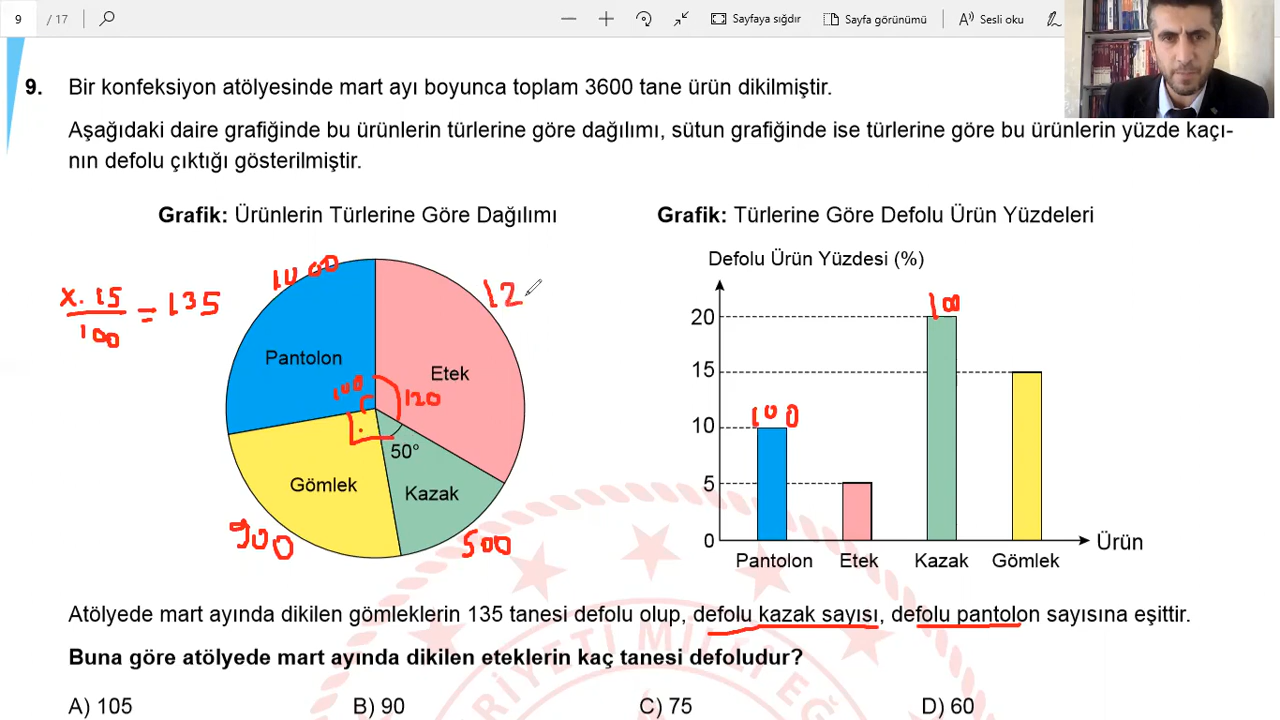 9 / 17 Sayfaya sığdır Sayfa görünümü Sesli oku
9. Bir konfeksiyon atölyesinde mart ayı boyunca toplam 3600 tane ürün dikilmiştir.
Aşağıdaki daire grafiğinde bu ürünlerin türlerine göre dağılımı, sütun grafiğinde ise türlerine göre bu ürünlerin yüzde kaçı-
nın defolu çıktığı gösterilmiştir.
Grafik: Ürünlerin Türlerine Göre Dağılımı
x. 15
100
= 135
12
Pantolon
Etek
100
120
50°
Gömlek
Kazak
900
500
Grafik: Türlerine Göre Defolu Ürün Yüzdeleri
Defolu Ürün Yüzdesi (%)
100
20
15
100
10
5
0
Pantolon Etek Kazak Gömlek
Ürün
Atölyede mart ayında dikilen gömleklerin 135 tanesi defolu olup, defolu kazak sayısı, defolu pantolon sayısına eşittir.
Buna göre atölyede mart ayında dikilen eteklerin kaç tanesi defoludur?
A) 105 B) 90 C) 75 D) 60